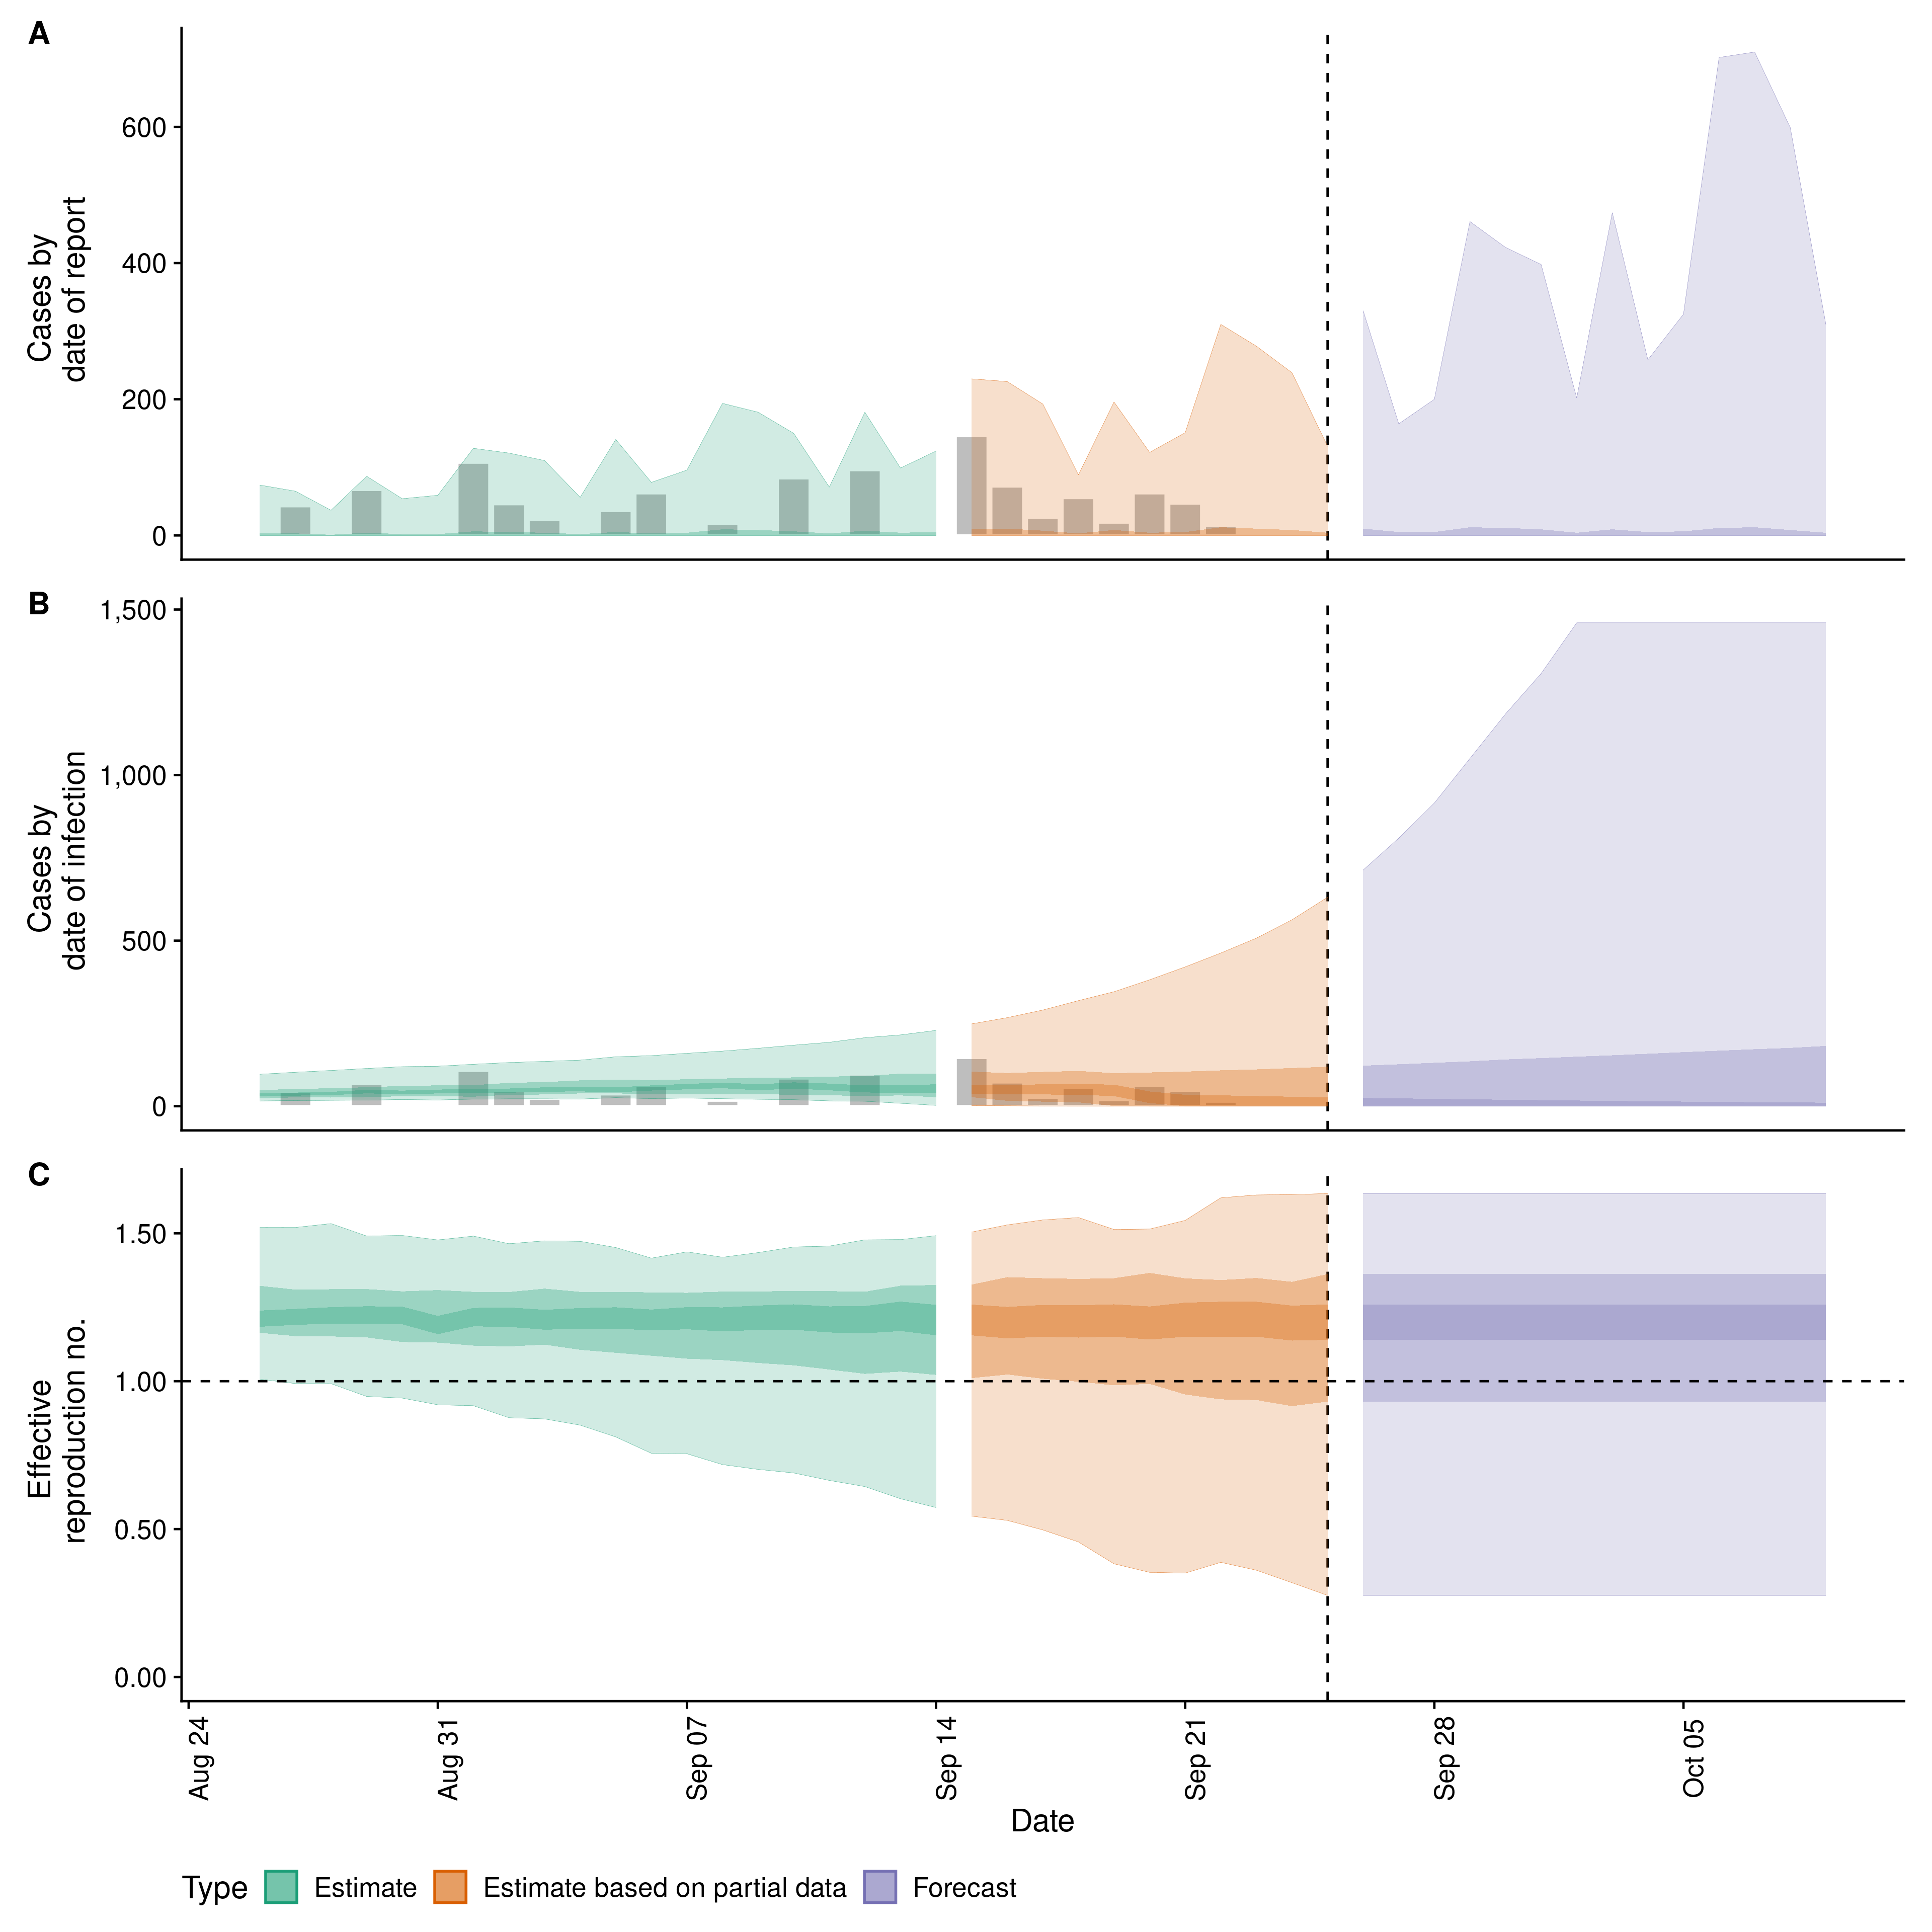 A
Cases by
date of report
600
400
200
0
B
Cases by
date of infection
1,500
1,000
500
0
C
Effective
reproduction no.
1.50
1.00
0.50
0.00
Aug 24
Aug 31
Sep 07
Sep 14
Sep 21
Sep 28
Oct 05
Date
Type Estimate Estimate based on partial data Forecast